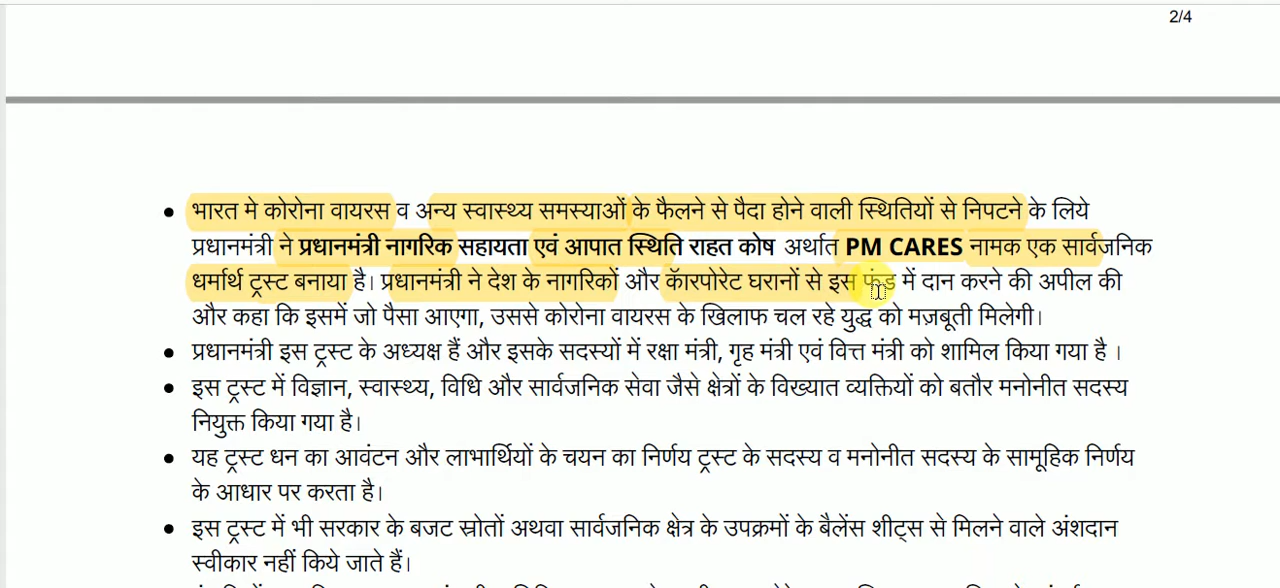 2/4
• भारत मे कोरोना वायरस व अन्य स्वास्थ्य समस्याओं के फैलने से पैदा होने वाली स्थितियों से निपटने के लिये
प्रधानमंत्री ने प्रधानमंत्री नागरिक सहायता एवं आपात स्थिति राहत कोष अर्थात PM CARES नामक एक सार्वजनिक
धर्मार्थ ट्रस्ट बनाया है। प्रधानमंत्री ने देश के नागरिकों और कॅारपोरेट घरानों से इस फंड में दान करने की अपील की
और कहा कि इसमें जो पैसा आएगा, उससे कोरोना वायरस के खिलाफ चल रहे युद्ध को मज़बूती मिलेगी।
• प्रधानमंत्री इस ट्रस्ट के अध्यक्ष हैं और इसके सदस्यों में रक्षा मंत्री, गृह मंत्री एवं वित्त मंत्री को शामिल किया गया है ।
• इस ट्रस्ट में विज्ञान, स्वास्थ्य, विधि और सार्वजनिक सेवा जैसे क्षेत्रों के विख्यात व्यक्तियों को बतौर मनोनीत सदस्य
नियुक्त किया गया है।
• यह ट्रस्ट धन का आवंटन और लाभार्थियों के चयन का निर्णय ट्रस्ट के सदस्य व मनोनीत सदस्य के सामूहिक निर्णय
के आधार पर करता है।
• इस ट्रस्ट में भी सरकार के बजट स्रोतों अथवा सार्वजनिक क्षेत्र के उपक्रमों के बैलेंस शीट्स से मिलने वाले अंशदान
स्वीकार नहीं किये जाते हैं।